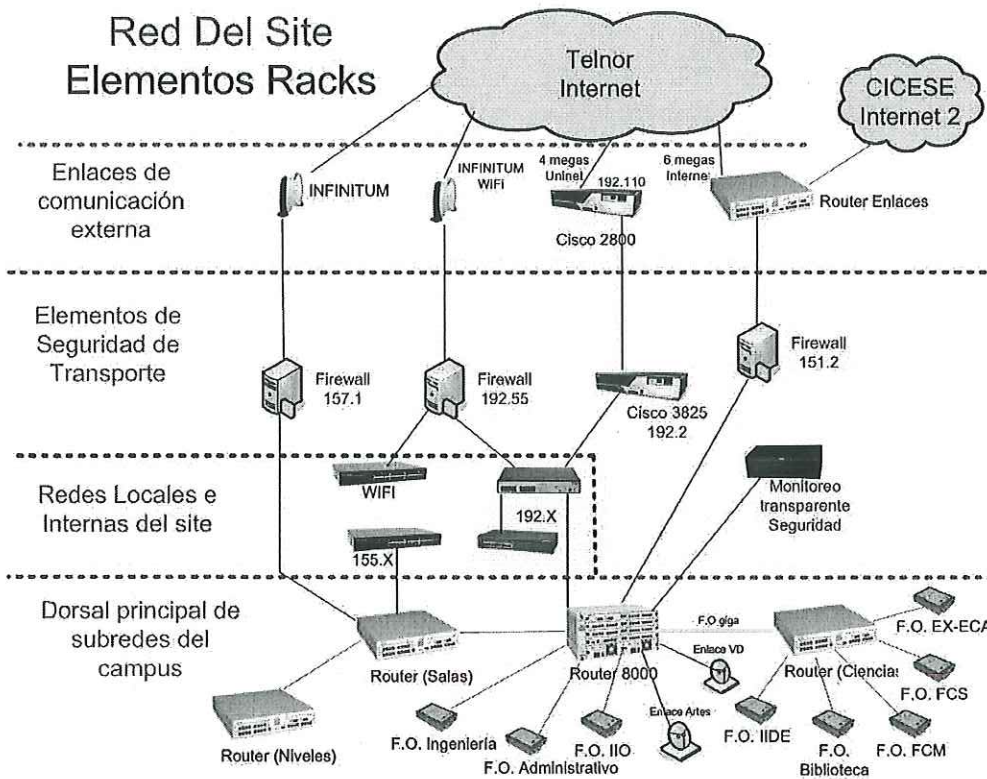 Red Del Site
Elementos Racks
Telnor
Internet
CICESE
Internet 2
Enlaces de
comunicación
externa
INFINITUM
INFINITUM
WIFI
4 megas
Uninet
192.110
Cisco 2800
6 megas
Internet
Router Enlaces
Elementos de
Seguridad de
Transporte
Firewall
157.1
Firewall
192.55
Cisco 3825
192.2
Firewall
151.2
Redes Locales e
Internas del site
WIFI
155.X
192.X
Monitoreo
transparente
Seguridad
Dorsal principal de
subredes del
campus
Router (Salas)
Router (Niveles)
Router 8000
F.O giga
Enlace VD
Enlace Artes
Router (Ciencias
F.O. EX-ECA
F.O. FCS
F.O. Ingeniería
F.O. Administrativo
F.O. IIO
F.O. IIDE
F.O.
Biblioteca
F.O. FCM